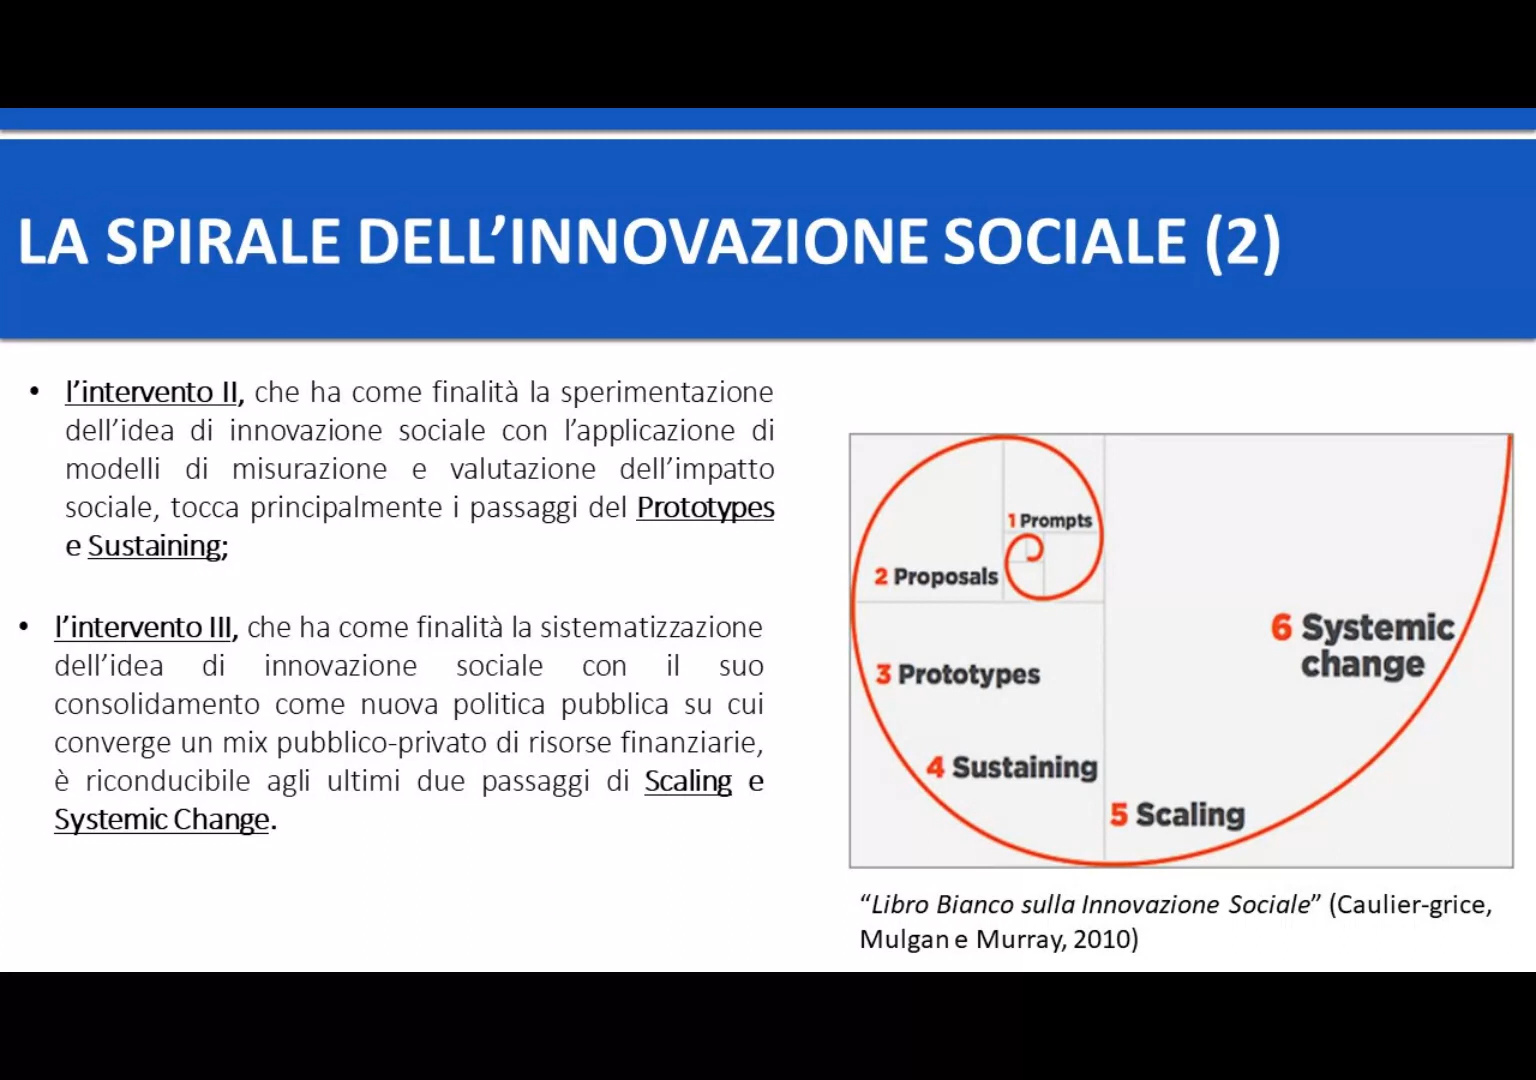 LA SPIRALE DELL’INNOVAZIONE SOCIALE (2)
• l’intervento II, che ha come finalità la sperimentazione
dell’idea di innovazione sociale con l’applicazione di
modelli di misurazione e valutazione dell’impatto
sociale, tocca principalmente i passaggi del Prototypes
e Sustaining;
• l’intervento III, che ha come finalità la sistematizzazione
dell’idea di innovazione sociale con il suo
consolidamento come nuova politica pubblica su cui
converge un mix pubblico-privato di risorse finanziarie,
è riconducibile agli ultimi due passaggi di Scaling e
Systemic Change.
1 Prompts
2 Proposals
3 Prototypes
4 Sustaining
5 Scaling
6 Systemic
change
“Libro Bianco sulla Innovazione Sociale” (Caulier-grice,
Mulgan e Murray, 2010)